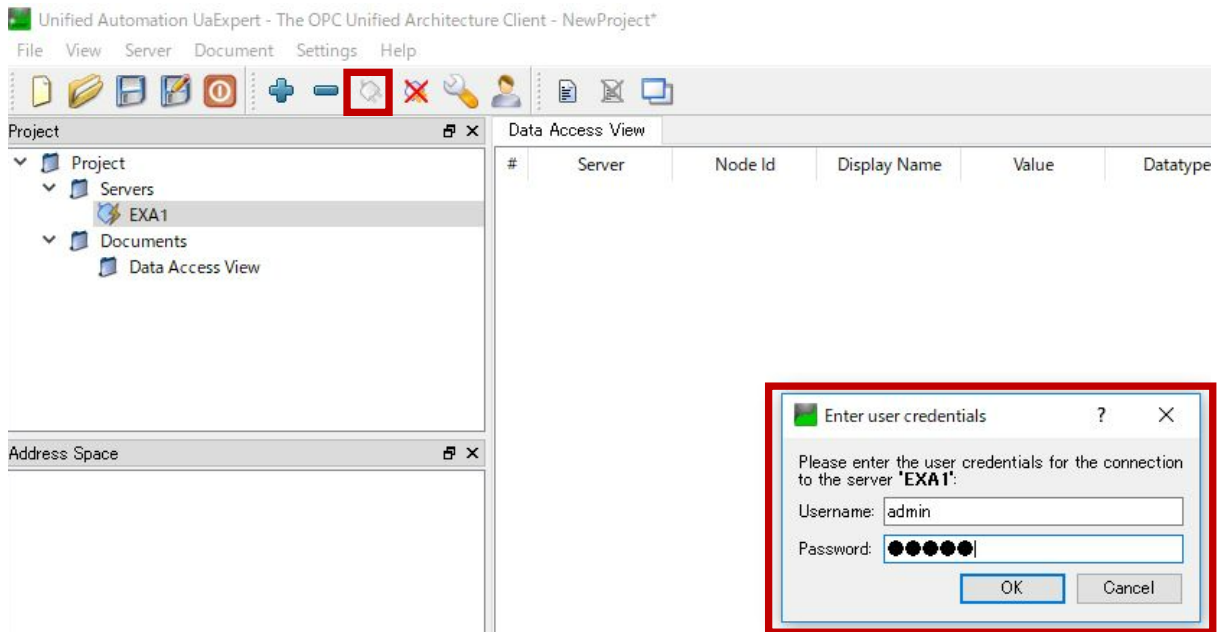 Unified Automation UaExpert - The OPC Unified Architecture Client - NewProject*
File View Server Document Settings Help
Project
Project
Servers
EXA1
Documents
Data Access View
Address Space
Data Access View
# Server Node Id Display Name Value Datatype
Enter user credentials ?
Please enter the user credentials for the connection
to the server 'EXA1':
Username: admin
Password: ●●●●●
OK Cancel